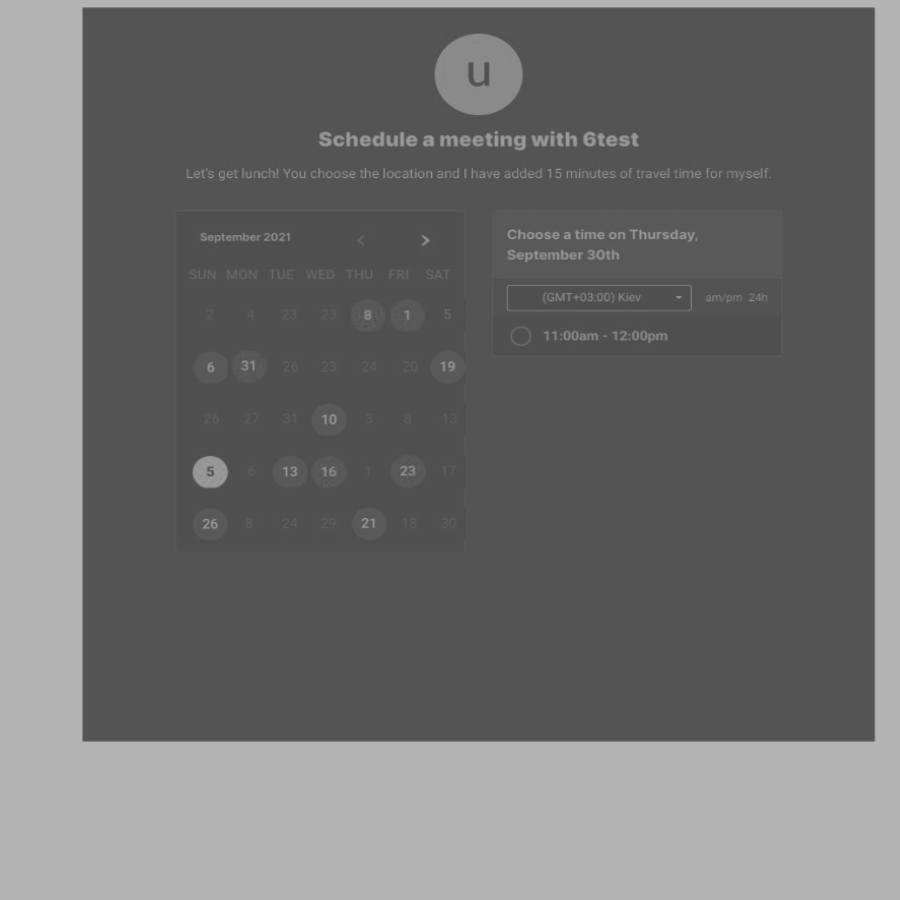 u
Schedule a meeting with 6test
Let's get lunch! You choose the location and I have added 15 minutes of travel time for myself.
September 2021 < >
SUN MON TUE WED THU FRI SAT
2 4 23 23 8 1 5
6 31 26 23 24 20 19
26 27 31 10 3 8 13
5 6 13 16 1 23 17
26 8 24 29 21 18 30
Choose a time on Thursday,
September 30th
(GMT+03:00) Kiev am/pm 24h
11:00am - 12:00pm